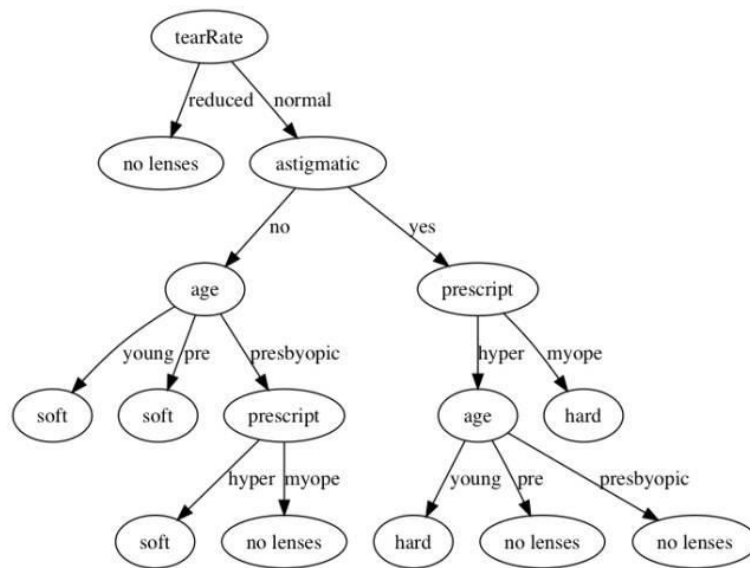 tearRate
reduced normal
no lenses astigmatic
no yes
age prescript
young pre presbyopic hyper myope
soft soft prescript age hard
hyper myope young pre presbyopic
soft no lenses hard no lenses no lenses